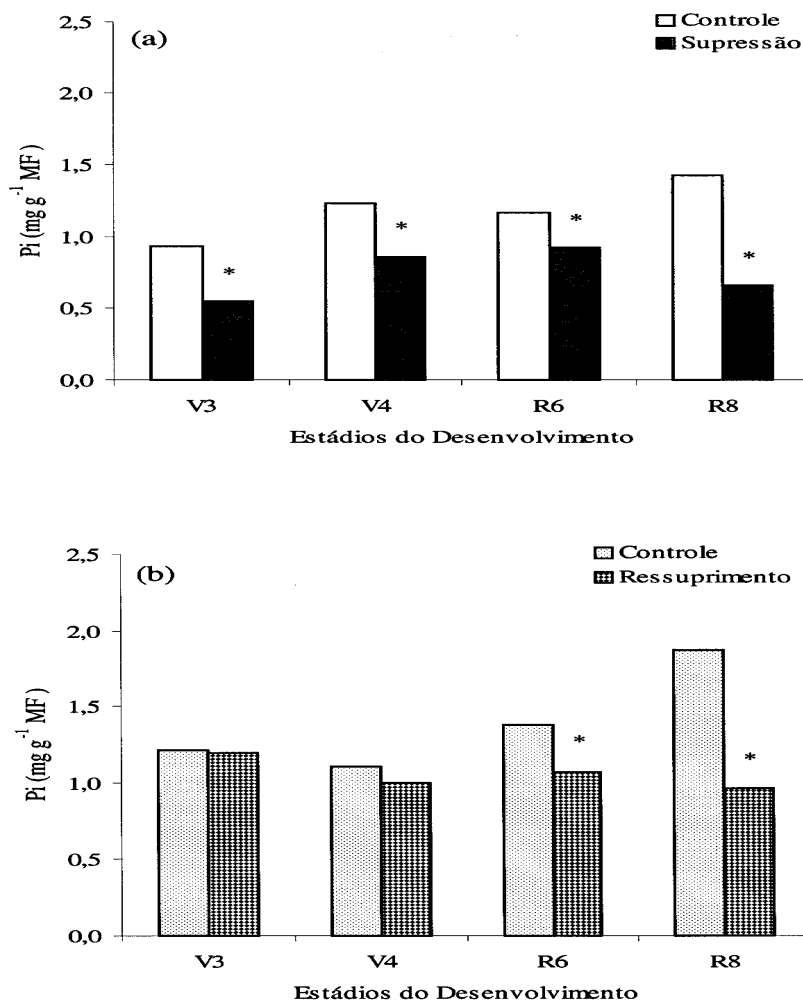 (a)
Controle
Supressão
Pi (mg g⁻¹ MF)
2,5
2,0
1,5
1,0
0,5
0,0
*
*
*
*
V3 V4 R6 R8
Estádios do Desenvolvimento
(b)
Controle
Ressuprimento
Pi (mg g⁻¹ MF)
2,5
2,0
1,5
1,0
0,5
0,0
*
*
V3 V4 R6 R8
Estádios do Desenvolvimento